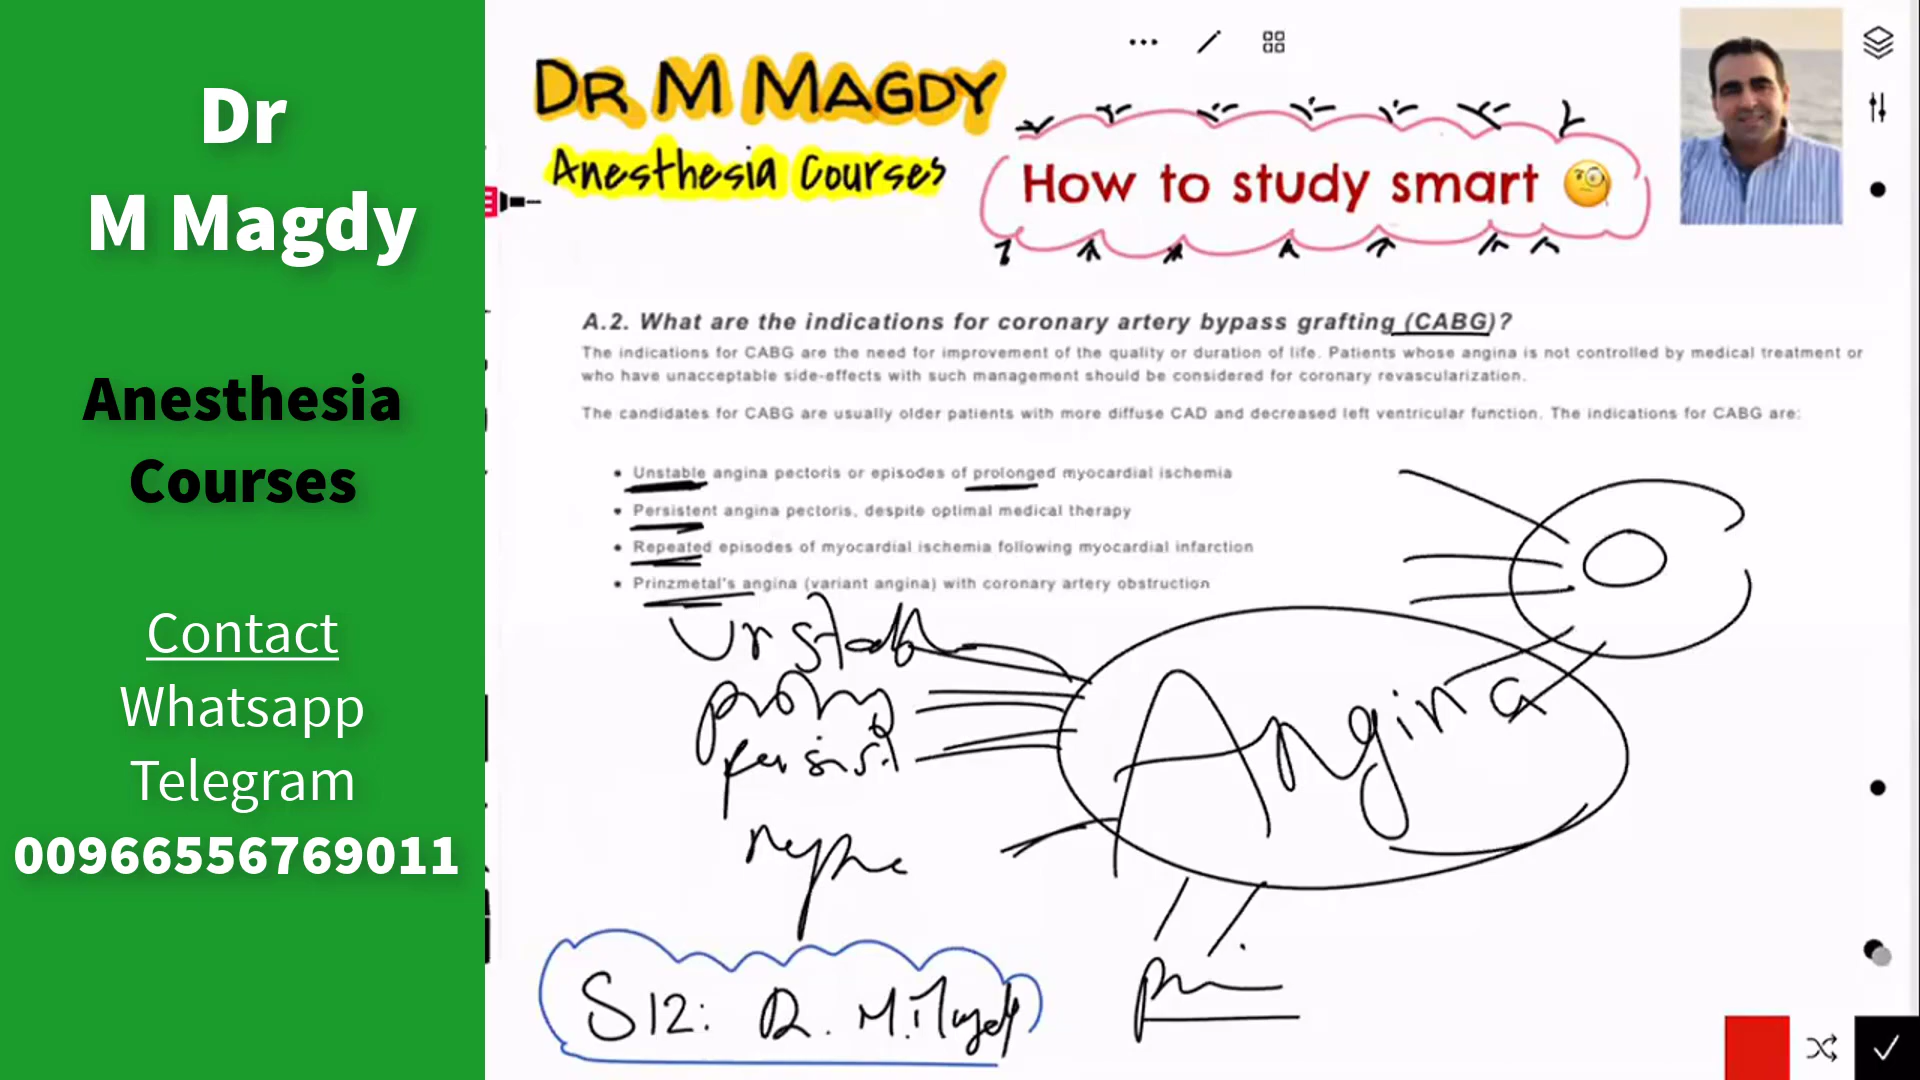 Dr
M Magdy
Anesthesia
Courses
Contact
Whatsapp
Telegram
00966556769011
DR M MAGDY
Anesthesia Courses
How to study smart
A.2. What are the indications for coronary artery bypass grafting (CABG)?
The indications for CABG are the need for improvement of the quality or duration of life. Patients whose angina is not controlled by medical treatment or
who have unacceptable side-effects with such management should be considered for coronary revascularization.
The candidates for CABG are usually older patients with more diffuse CAD and decreased left ventricular function. The indications for CABG are:
• Unstable angina pectoris or episodes of prolonged myocardial ischemia
• Persistent angina pectoris, despite optimal medical therapy
• Repeated episodes of myocardial ischemia following myocardial infarction
• Prinzmetal's angina (variant angina) with coronary artery obstruction
Angina
S12: DR. M. Magdy